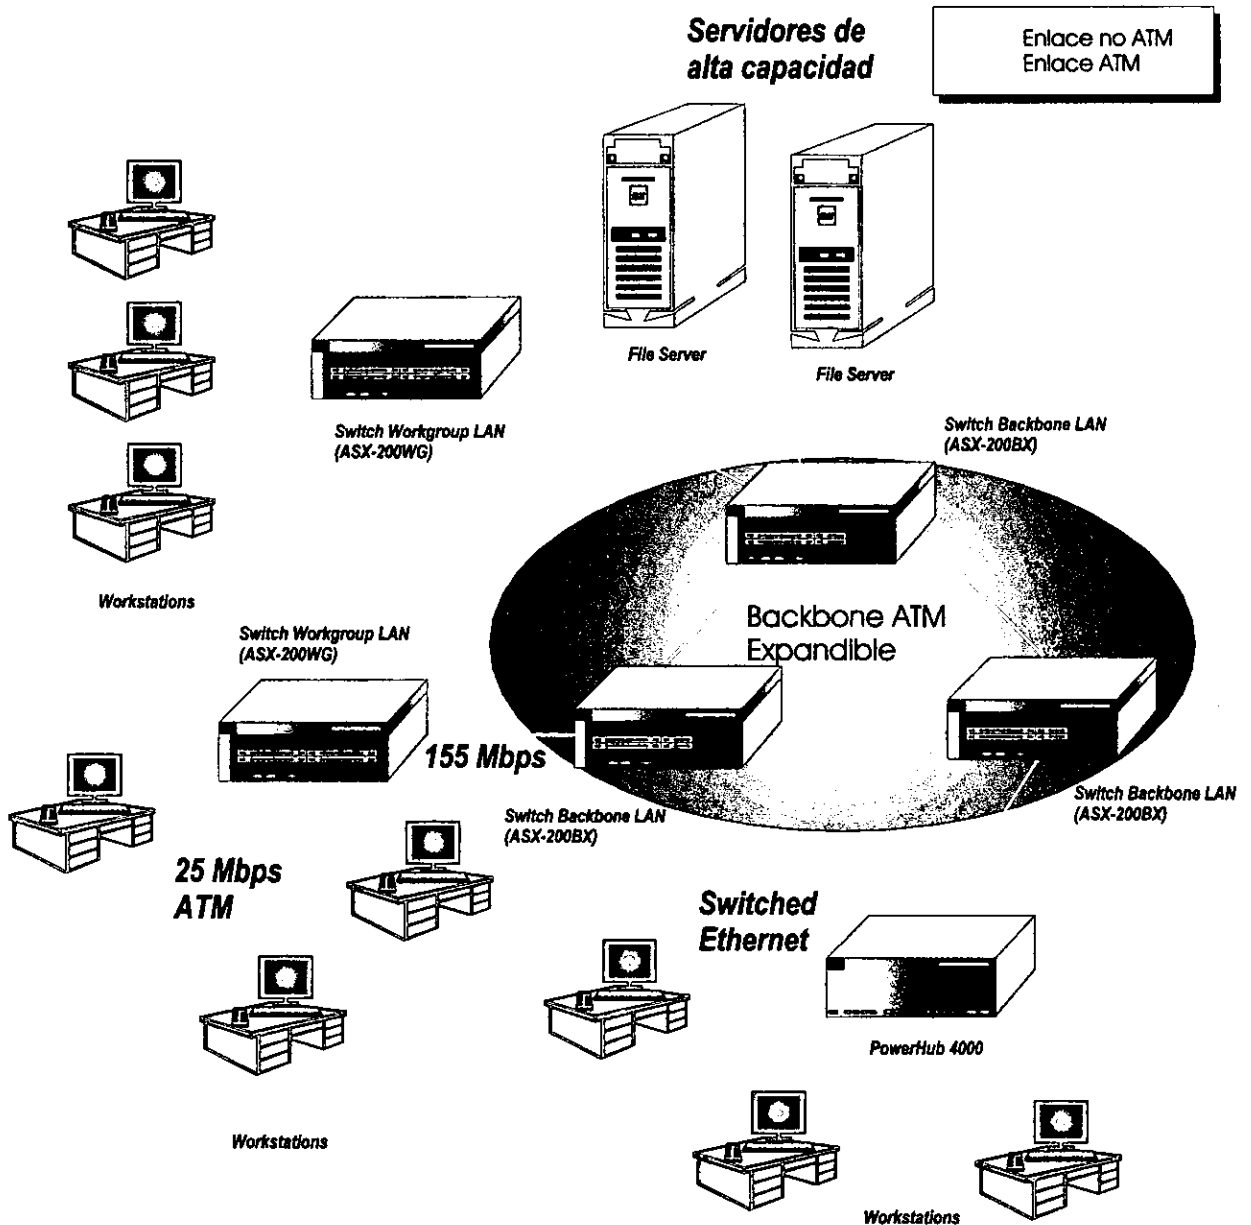 Servidores de
alta capacidad
Enlace no ATM
Enlace ATM
File Server
File Server
Switch Workgroup LAN
(ASX-200WG)
Switch Backbone LAN
(ASX-200BX)
Workstations
Backbone ATM
Expandible
Switch Workgroup LAN
(ASX-200WG)
155 Mbps
Switch Backbone LAN
(ASX-200BX)
Switch Backbone LAN
(ASX-200BX)
25 Mbps
ATM
Switched
Ethernet
PowerHub 4000
Workstations
Workstations